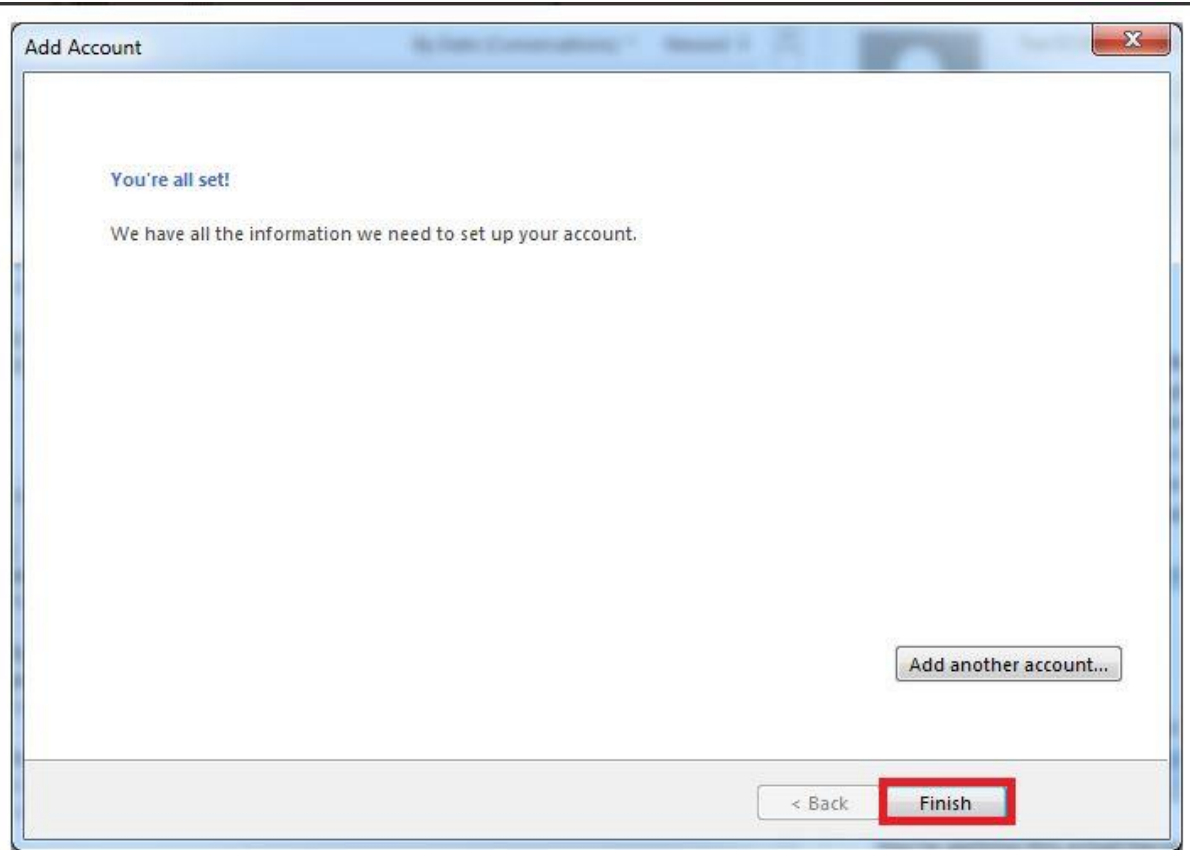 Add Account
You're all set!
We have all the information we need to set up your account.
Add another account...
< Back
Finish